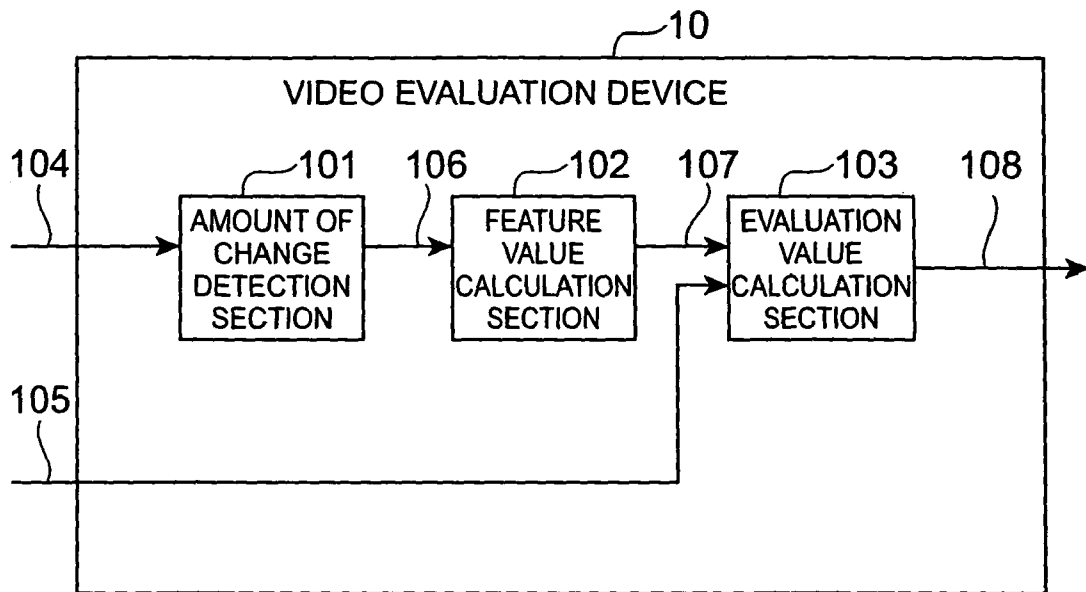 10
VIDEO EVALUATION DEVICE
104
101
106
102
107
103
108
AMOUNT OF
CHANGE
DETECTION
SECTION
FEATURE
VALUE
CALCULATION
SECTION
EVALUATION
VALUE
CALCULATION
SECTION
105